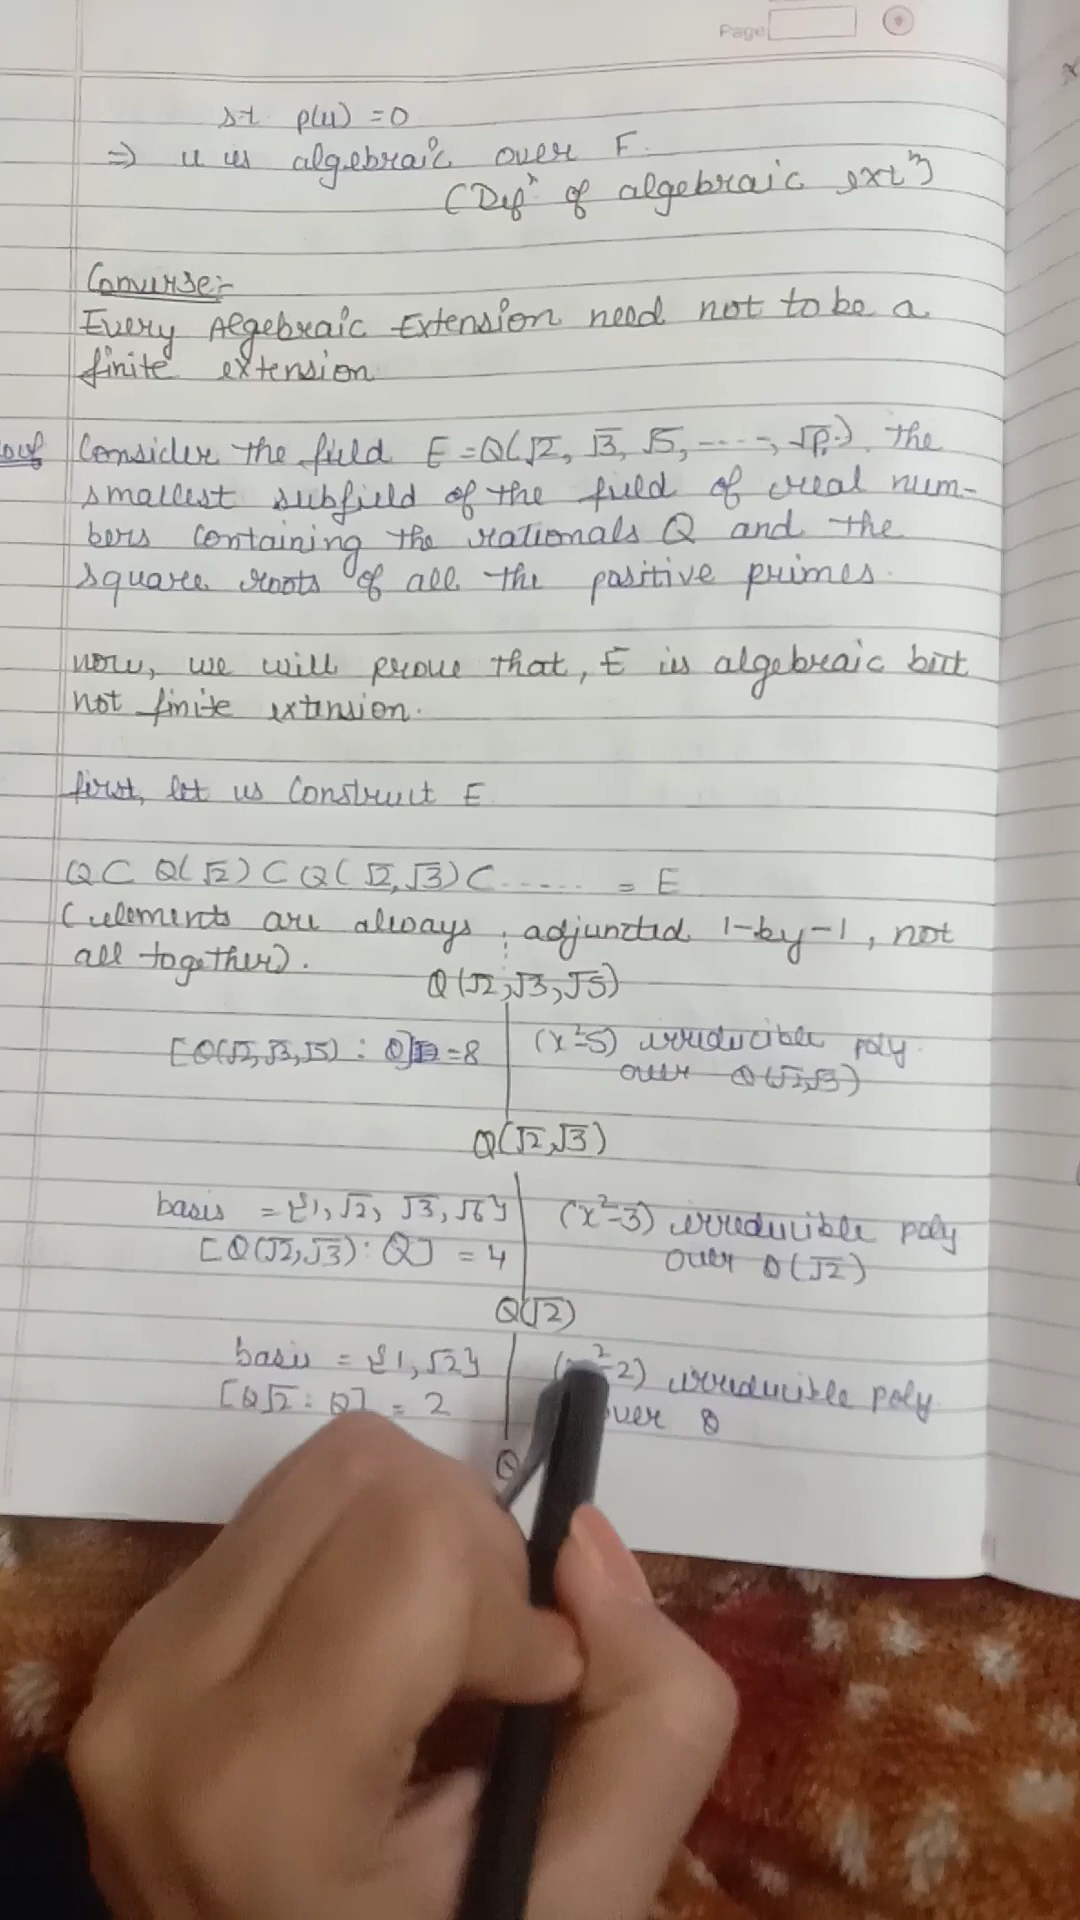 Page
s.t. p(u) = 0
⇒ u is algebraic over F.
(Defⁿ of algebraic extⁿ)
Converse:-
Every Algebraic Extension need not to be a
finite extension
Consider the field E = Q(√2, √3, √5, ----, √p..). The
smallest subfield of the field of real num-
bers containing the rationals Q and the
square roots of all the positive primes.
now, we will prove that, E is algebraic but
not finite extension.
first, let us Construct E
Q ⊂ Q(√2) ⊂ Q(√2,√3) ⊂ ...... = E
(elements are always adjuncted 1-by-1, not
all together).
Q(√2,√3,√5)
[Q(√2,√3,√5) : Q] = 8 (x²-5) irreducible poly.
over Q(√2,√3)
Q(√2,√3)
basis = {1, √2, √3, √6} (x²-3) irreducible poly
[Q(√2,√3) : Q] = 4 over Q(√2)
Q(√2)
basis = {1, √2} ²-2) irreducible poly.
[Q√2 : Q] = 2 over Q
Q